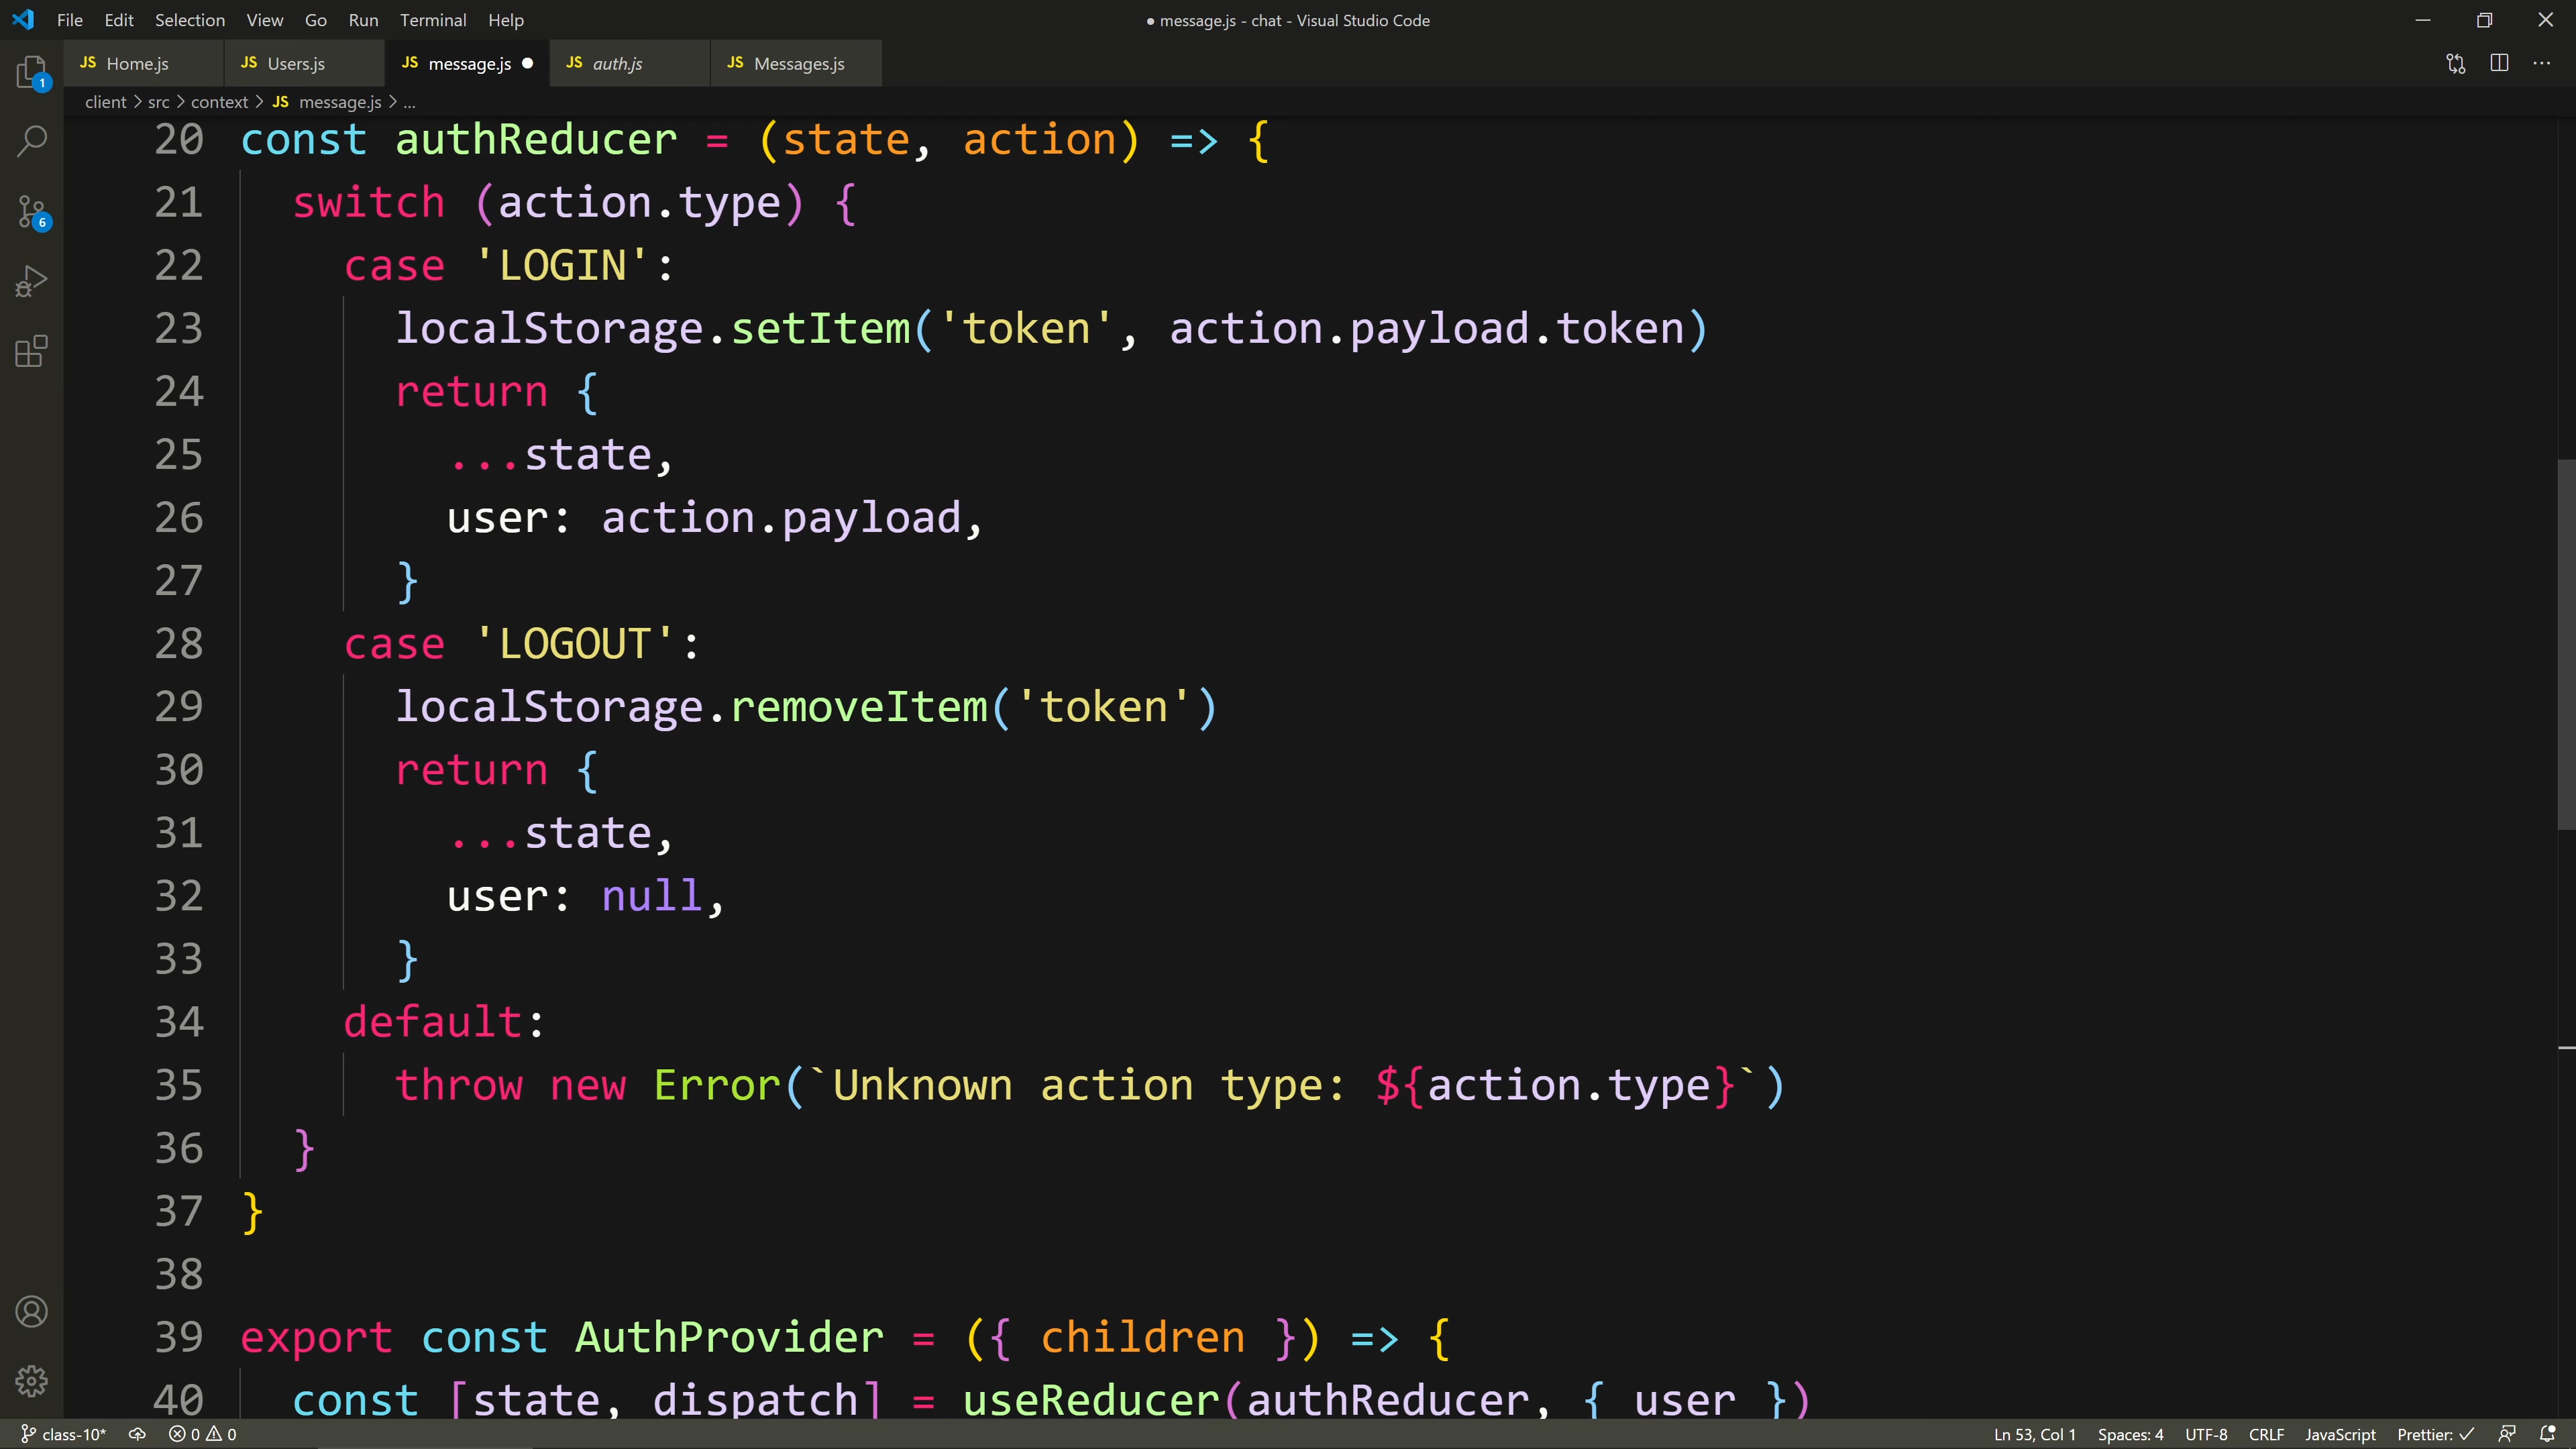 File Edit Selection View Go Run Terminal Help ● message.js - chat - Visual Studio Code
JS Home.js JS Users.js JS message.js ● JS auth.js JS Messages.js ...
1
client > src > context > JS message.js > ...
20 const authReducer = (state, action) => {
21   switch (action.type) {
6
22     case 'LOGIN':
23       localStorage.setItem('token', action.payload.token)
24       return {
25         ...state,
26         user: action.payload,
27       }
28     case 'LOGOUT':
29       localStorage.removeItem('token')
30       return {
31         ...state,
32         user: null,
33       }
34     default:
35       throw new Error(`Unknown action type: ${action.type}`)
36   }
37 }
38
39 export const AuthProvider = ({ children }) => {
40   const [state, dispatch] = useReducer(authReducer, { user })
class-10* 0 0 Ln 53, Col 1 Spaces: 4 UTF-8 CRLF JavaScript Prettier: ✓